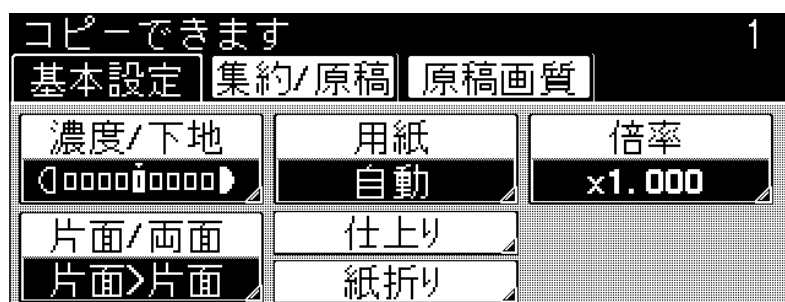 コピーできます 1
基本設定 集約/原稿 原稿画質
濃度/下地 用紙 倍率
自動 x1.000
片面/両面 仕上り
片面>片面 紙折り